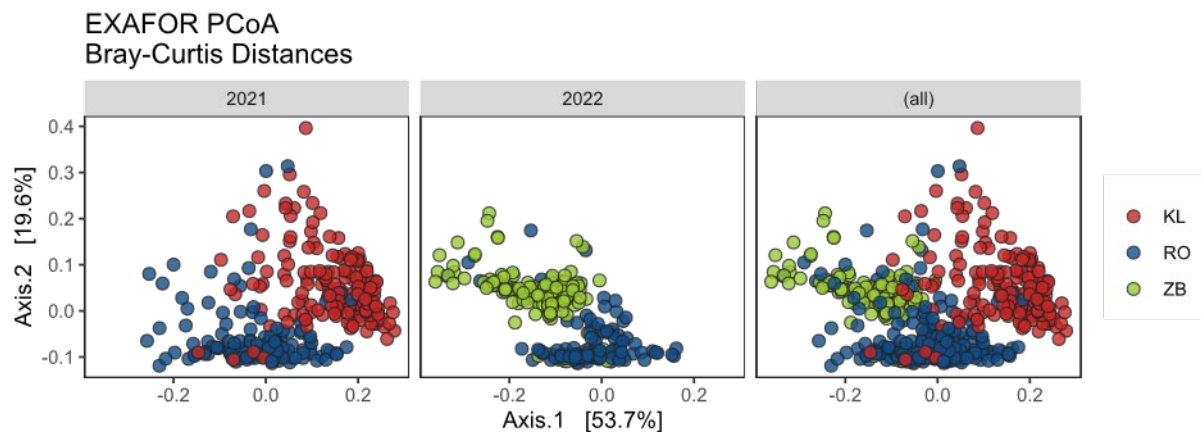 EXAFOR PCoA
Bray-Curtis Distances
2021
2022
(all)
Axis.2 [19.6%]
0.4
0.3
0.2
0.1
0.0
-0.1
-0.2 0.0 0.2
-0.2 0.0 0.2
-0.2 0.0 0.2
Axis.1 [53.7%]
KL
RO
ZB